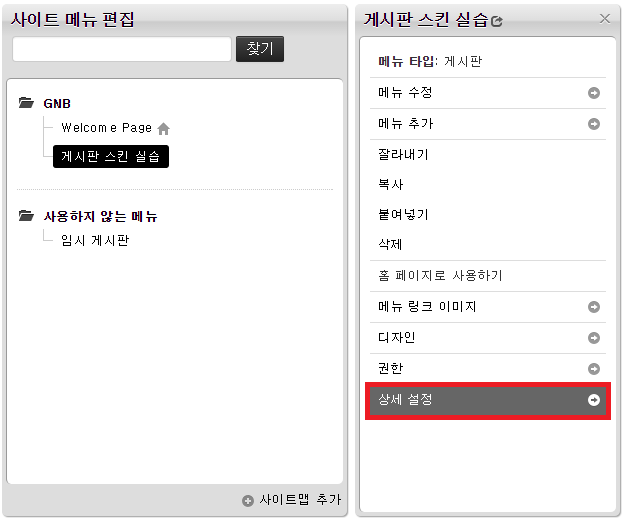 사이트 메뉴 편집
찾기
GNB
Welcome Page
게시판 스킨 실습
사용하지 않는 메뉴
임시 게시판
사이트맵 추가
게시판 스킨 실습
메뉴 타입: 게시판
메뉴 수정
메뉴 추가
잘라내기
복사
붙여넣기
삭제
홈 페이지로 사용하기
메뉴 링크 이미지
디자인
권한
상세 설정